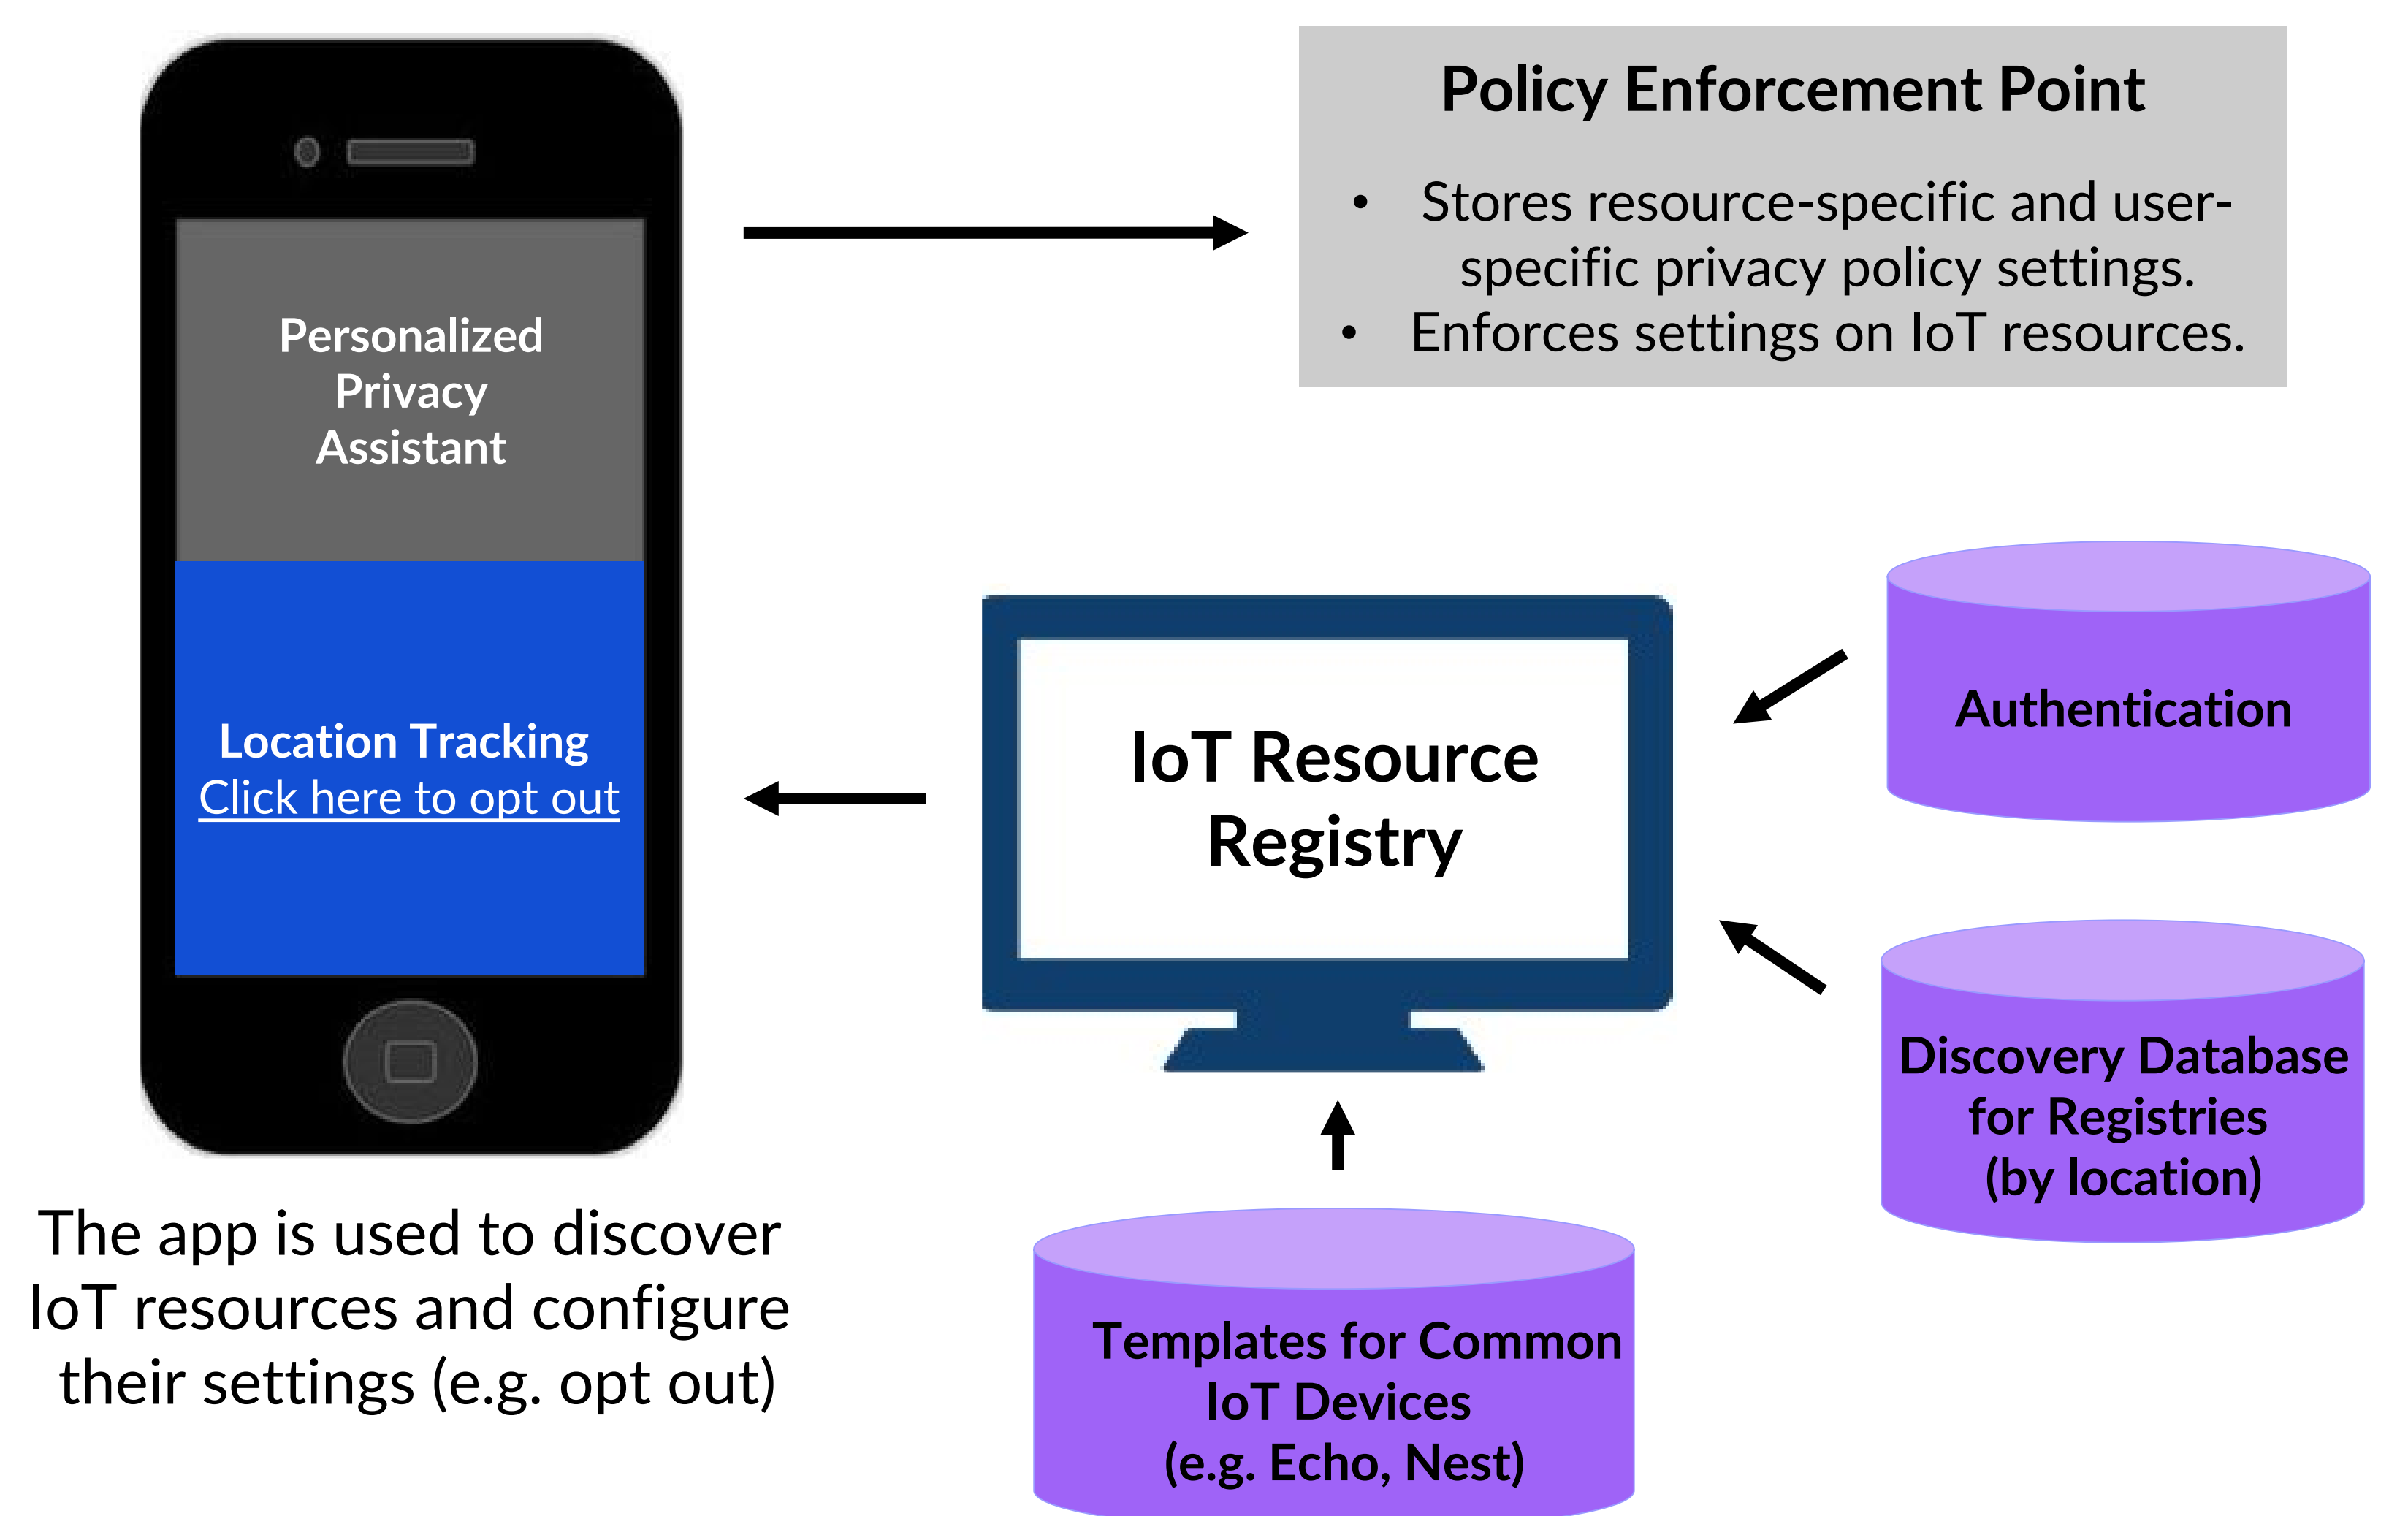 Policy Enforcement Point
• Stores resource-specific and user-
specific privacy policy settings.
• Enforces settings on IoT resources.
Personalized
Privacy
Assistant
Location Tracking
Click here to opt out
The app is used to discover
IoT resources and configure
their settings (e.g. opt out)
IoT Resource
Registry
Authentication
Discovery Database
for Registries
(by location)
Templates for Common
IoT Devices
(e.g. Echo, Nest)